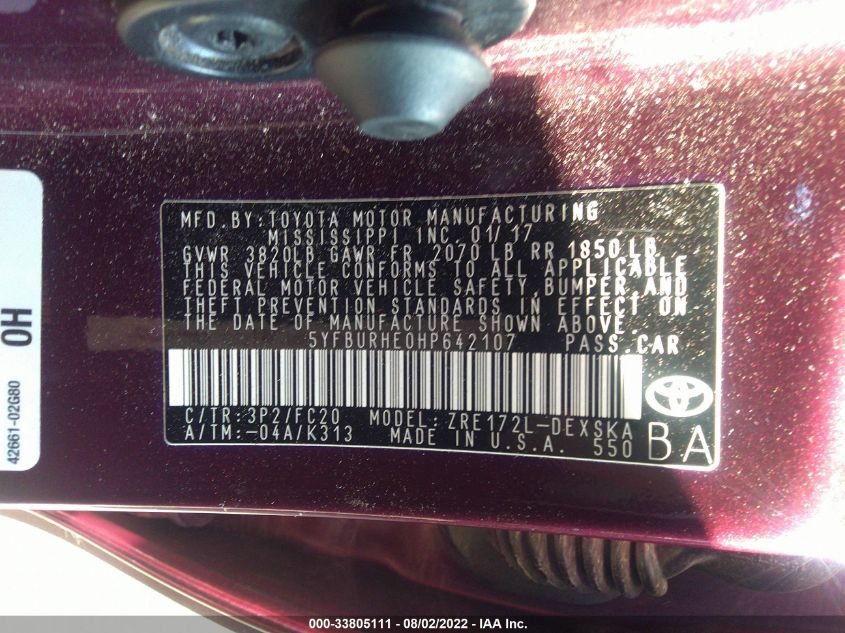 MFD. BY: TOYOTA MOTOR MANUFACTURING
MISSISSIPPI INC. 01/17
GVWR 3820LB GAWR FR 2070 LB RR 1850 LB
THIS VEHICLE CONFORMS TO ALL APPLICABLE
FEDERAL MOTOR VEHICLE SAFETY, BUMPER, AND
THEFT PREVENTION STANDARDS IN EFFECT ON
THE DATE OF MANUFACTURE SHOWN ABOVE.
5YFBURHE0HP642107 PASS. CAR
C/TR: 3P2/FC20 MODEL: ZRE172L-DEXSKA
A/TM: -04A/K313 MADE IN U.S.A. 550
BA
OH
42661-02G80
000-33805111 - 08/02/2022 - IAA Inc.